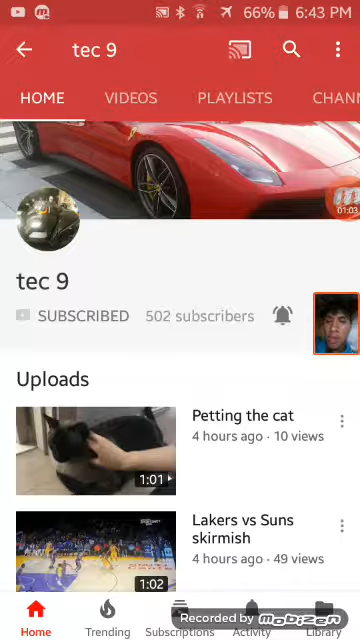 66% 6:43 PM
tec 9
HOME VIDEOS PLAYLISTS CHANN
01:03
tec 9
SUBSCRIBED 502 subscribers
Uploads
Petting the cat
4 hours ago · 10 views
1:01
Lakers vs Suns
skirmish
4 hours ago · 49 views
1:02
Recorded by mobizen
Home Trending Subscriptions Activity Library